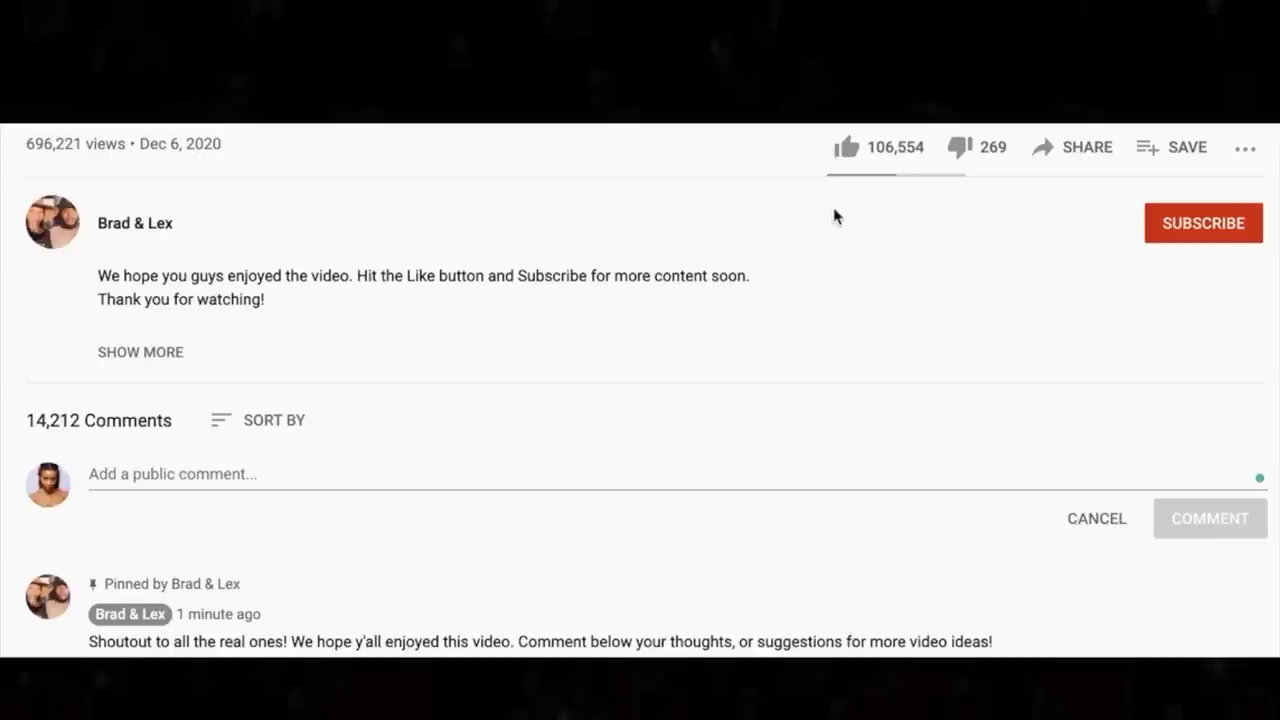 696,221 views • Dec 6, 2020
106,554
269
SHARE
SAVE
Brad & Lex
SUBSCRIBE
We hope you guys enjoyed the video. Hit the Like button and Subscribe for more content soon.
Thank you for watching!
SHOW MORE
14,212 Comments
SORT BY
Add a public comment...
CANCEL
COMMENT
Pinned by Brad & Lex
Brad & Lex 1 minute ago
Shoutout to all the real ones! We hope y'all enjoyed this video. Comment below your thoughts, or suggestions for more video ideas!